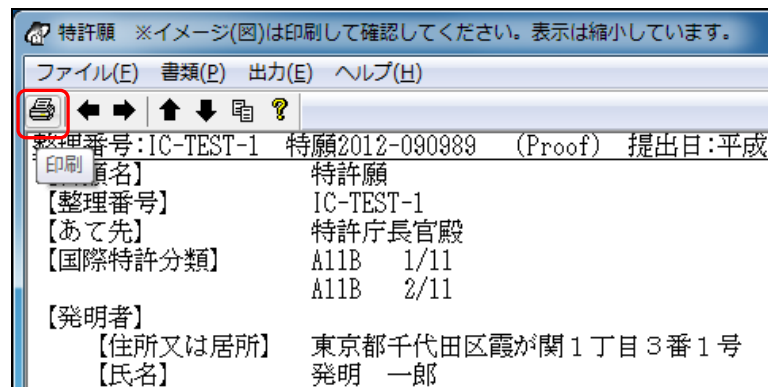 特許願　※イメージ(図)は印刷して確認してください。表示は縮小しています。
ファイル(F)　書類(P)　出力(E)　ヘルプ(H)
整理番号:IC-TEST-1　特願2012-090989　(Proof)　提出日:平成
印刷
名】　特許願
【整理番号】　IC-TEST-1
【あて先】　特許庁長官殿
【国際特許分類】　A11B　1/11
A11B　2/11
【発明者】
【住所又は居所】　東京都千代田区霞が関１丁目３番１号
【氏名】　発明　一郎